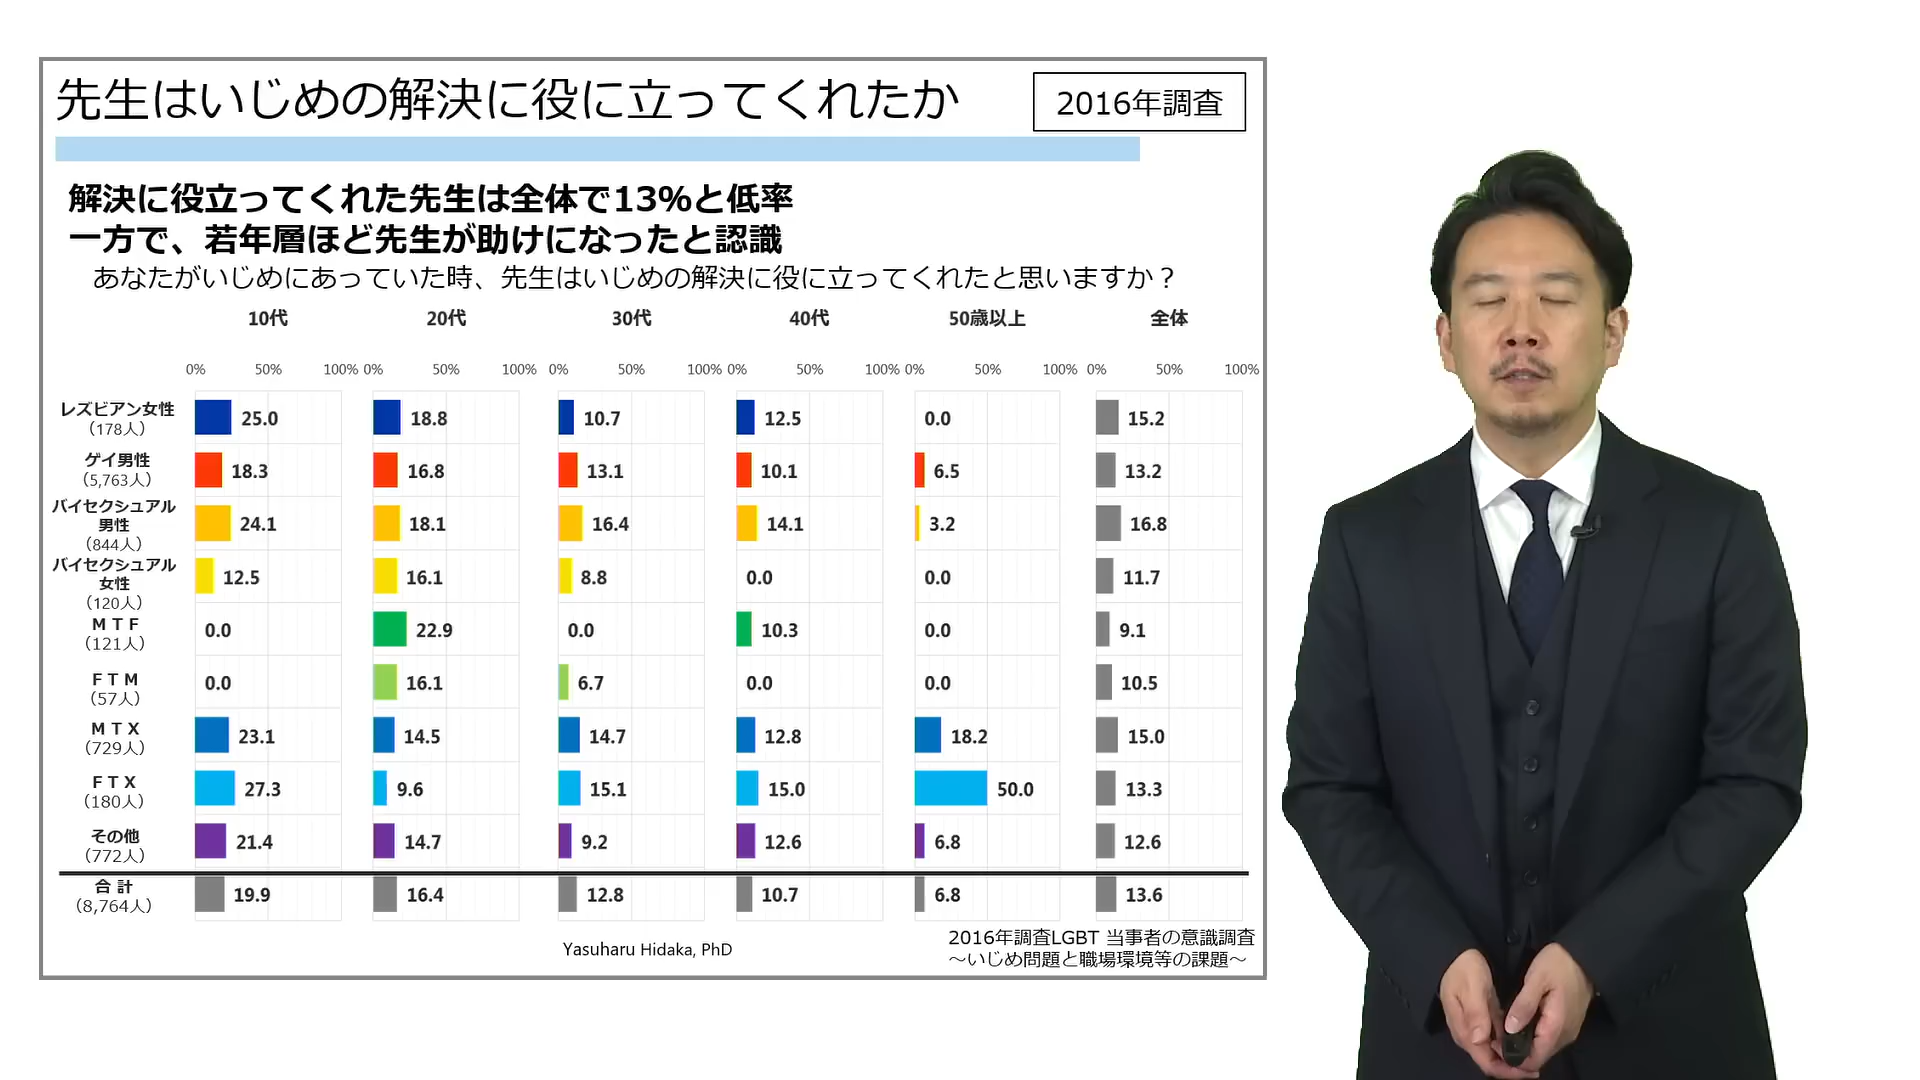 先生はいじめの解決に役に立ってくれたか
2016年調査
解決に役立ってくれた先生は全体で13%と低率
一方で、若年層ほど先生が助けになったと認識
あなたがいじめにあっていた時、先生はいじめの解決に役に立ってくれたと思いますか？
10代 20代 30代 40代 50歳以上 全体
0% 50% 100% 0% 50% 100% 0% 50% 100% 0% 50% 100% 0% 50% 100% 0% 50% 100%
レズビアン女性
（178人）
25.0 18.8 10.7 12.5 0.0 15.2
ゲイ男性
（5,763人）
18.3 16.8 13.1 10.1 6.5 13.2
バイセクシュアル
男性
（844人）
24.1 18.1 16.4 14.1 3.2 16.8
バイセクシュアル
女性
（120人）
12.5 16.1 8.8 0.0 0.0 11.7
ＭＴＦ
（121人）
0.0 22.9 0.0 10.3 0.0 9.1
ＦＴＭ
（57人）
0.0 16.1 6.7 0.0 0.0 10.5
ＭＴＸ
（729人）
23.1 14.5 14.7 12.8 18.2 15.0
ＦＴＸ
（180人）
27.3 9.6 15.1 15.0 50.0 13.3
その他
（772人）
21.4 14.7 9.2 12.6 6.8 12.6
合計
（8,764人）
19.9 16.4 12.8 10.7 6.8 13.6
Yasuharu Hidaka, PhD
2016年調査LGBT 当事者の意識調査
～いじめ問題と職場環境等の課題～